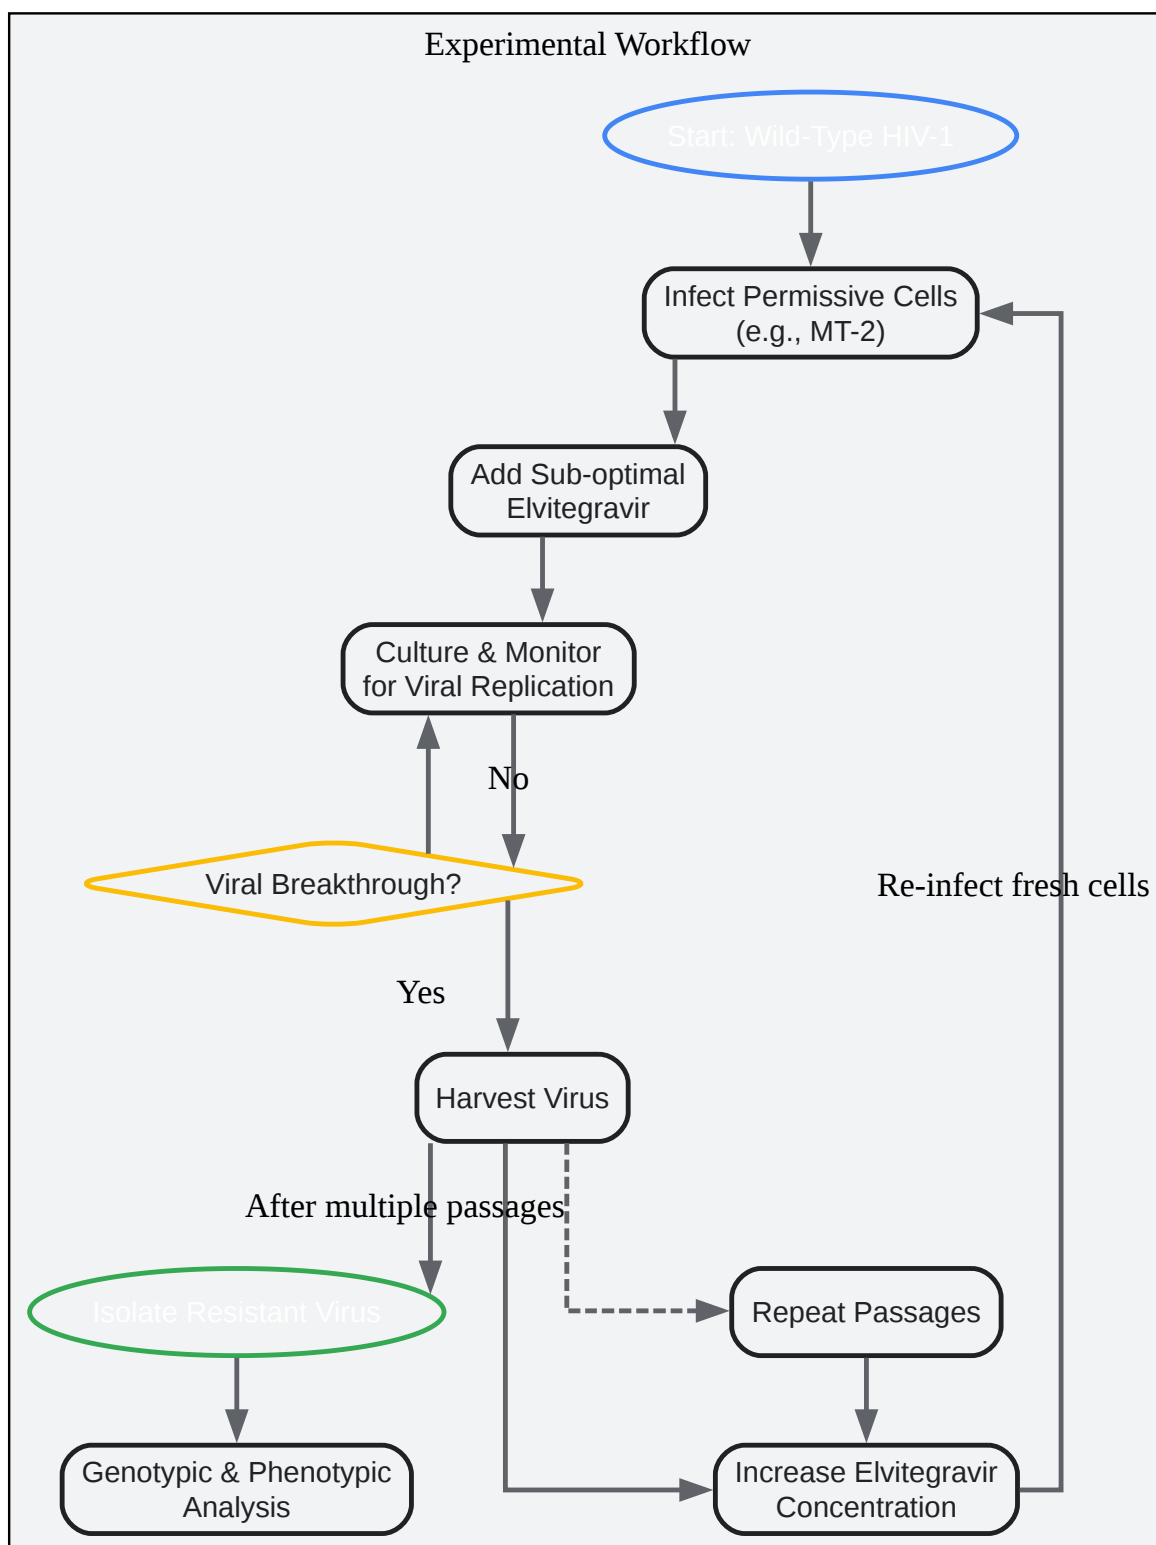 Experimental Workflow
Start: Wild-Type HIV-1
Infect Permissive Cells
(e.g., MT-2)
Add Sub-optimal
Elvitegravir
Culture & Monitor
for Viral Replication
No
Viral Breakthrough?
Re-infect fresh cells
Yes
Harvest Virus
After multiple passages
Isolate Resistant Virus
Repeat Passages
Genotypic & Phenotypic
Analysis
Increase Elvitegravir
Concentration